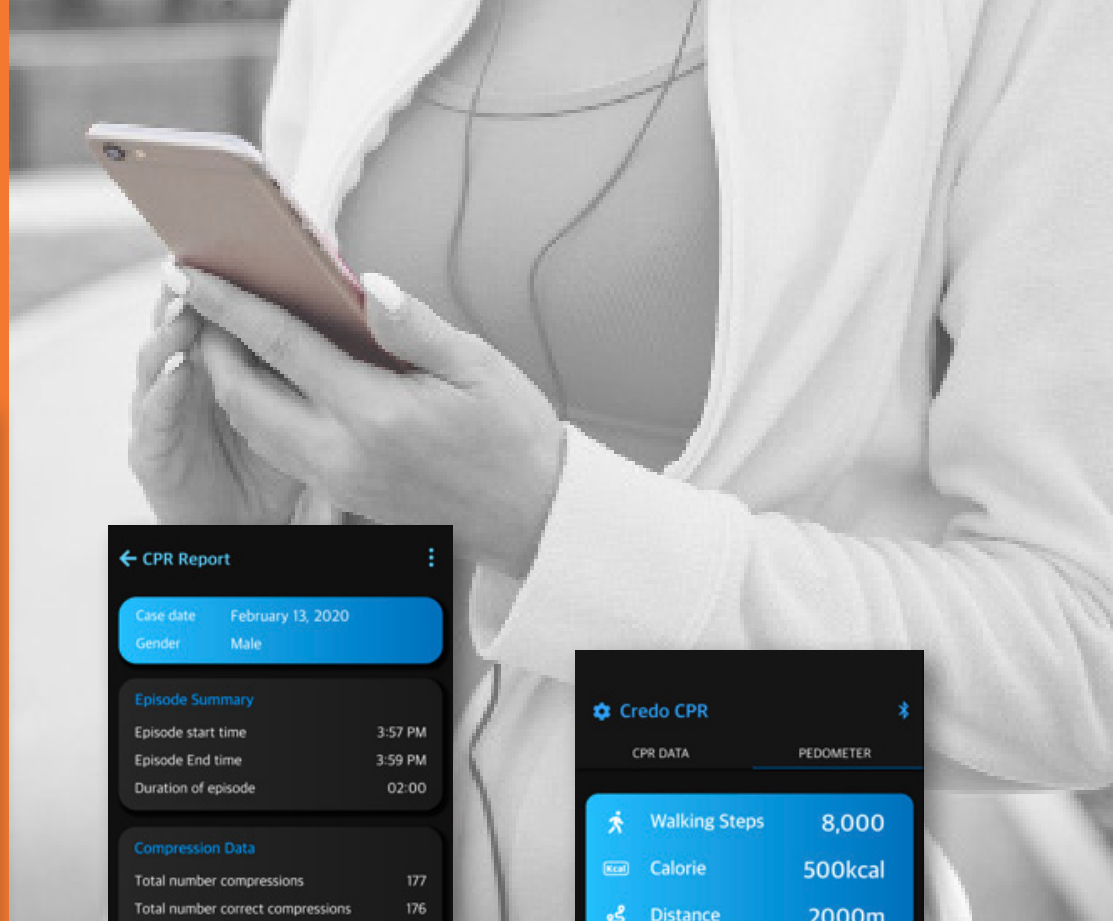 CPR Report
Case date February 13, 2020
Gender Male
Episode Summary
Episode start time 3:57 PM
Episode End time 3:59 PM
Duration of episode 02:00
Compression Data
Total number compressions 177
Total number correct compressions 176
Credo CPR
CPR DATA PEDOMETER
Walking Steps 8,000
Kcal Calorie 500kcal
Distance 2000m